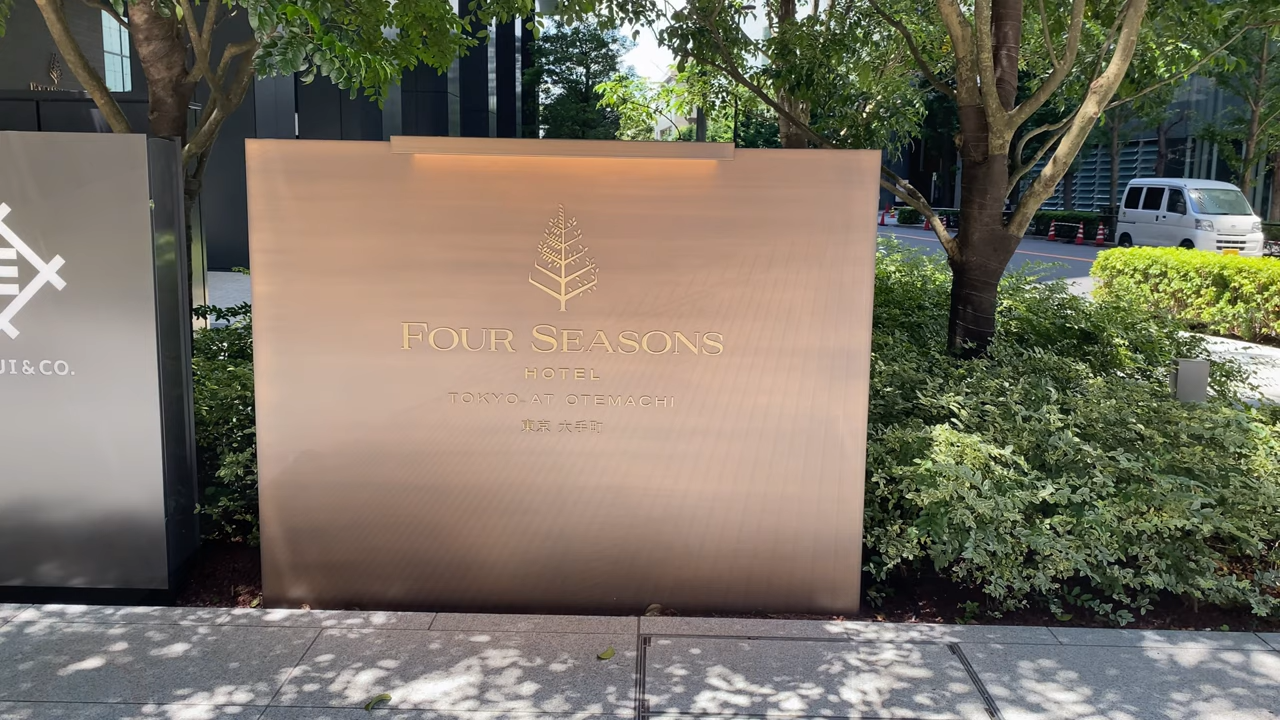 UI & CO.
FOUR SEASONS
HOTEL
TOKYO AT OTEMACHI
東京 大手町